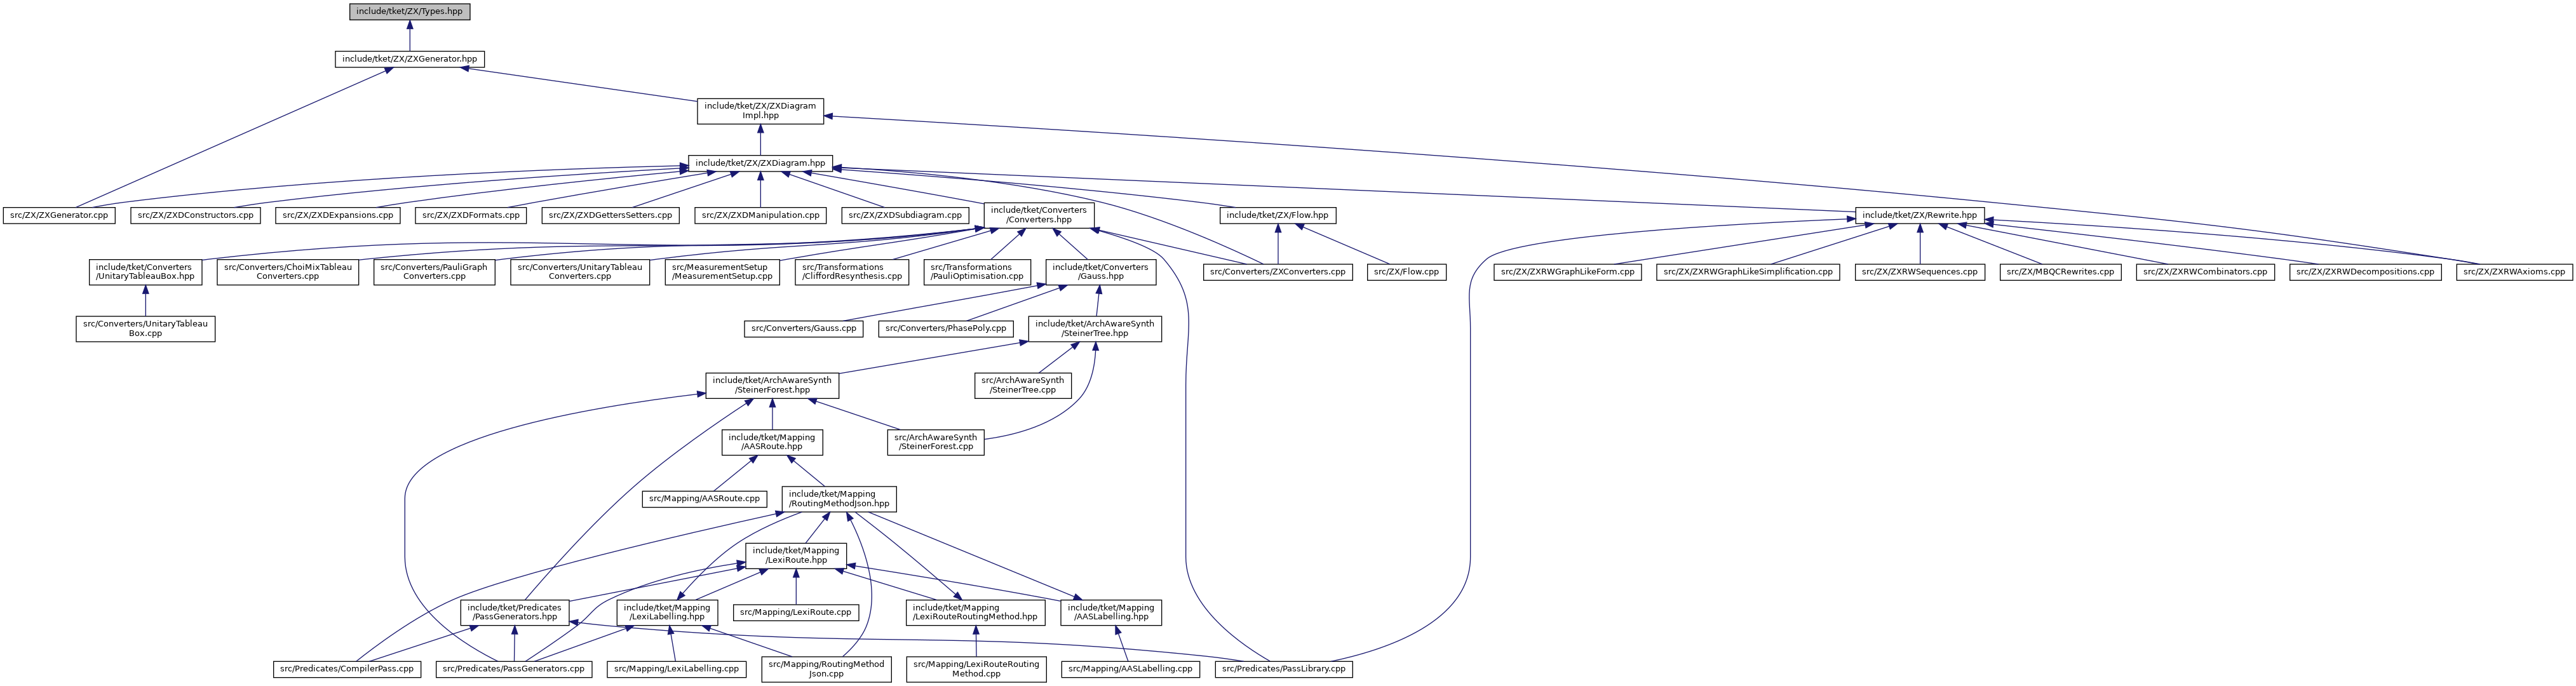 include/tket/ZX/Types.hpp
include/tket/ZX/ZXGenerator.hpp
include/tket/ZX/ZXDiagram
Impl.hpp
include/tket/ZX/ZXDiagram.hpp
src/ZX/ZXGenerator.cpp
src/ZX/ZXDConstructors.cpp
src/ZX/ZXDExpansions.cpp
src/ZX/ZXDFormats.cpp
src/ZX/ZXDGettersSetters.cpp
src/ZX/ZXDManipulation.cpp
src/ZX/ZXDSubdiagram.cpp
include/tket/Converters
/Converters.hpp
include/tket/ZX/Flow.hpp
include/tket/ZX/Rewrite.hpp
include/tket/Converters
/UnitaryTableauBox.hpp
src/Converters/ChoiMixTableau
Converters.cpp
src/Converters/PauliGraph
Converters.cpp
src/Converters/UnitaryTableau
Converters.cpp
src/MeasurementSetup
/MeasurementSetup.cpp
src/Transformations
/CliffordResynthesis.cpp
src/Transformations
/PauliOptimisation.cpp
include/tket/Converters
/Gauss.hpp
src/Converters/ZXConverters.cpp
src/ZX/Flow.cpp
src/ZX/ZXRWGraphLikeForm.cpp
src/ZX/ZXRWGraphLikeSimplification.cpp
src/ZX/ZXRWSequences.cpp
src/ZX/MBQCRewrites.cpp
src/ZX/ZXRWCombinators.cpp
src/ZX/ZXRWDecompositions.cpp
src/ZX/ZXRWAxioms.cpp
src/Converters/UnitaryTableau
Box.cpp
src/Converters/Gauss.cpp
src/Converters/PhasePoly.cpp
include/tket/ArchAwareSynth
/SteinerTree.hpp
include/tket/ArchAwareSynth
/SteinerForest.hpp
src/ArchAwareSynth
/SteinerTree.cpp
include/tket/Mapping
/AASRoute.hpp
src/ArchAwareSynth
/SteinerForest.cpp
src/Mapping/AASRoute.cpp
include/tket/Mapping
/RoutingMethodJson.hpp
include/tket/Mapping
/LexiRoute.hpp
include/tket/Predicates
/PassGenerators.hpp
include/tket/Mapping
/LexiLabelling.hpp
src/Mapping/LexiRoute.cpp
include/tket/Mapping
/LexiRouteRoutingMethod.hpp
include/tket/Mapping
/AASLabelling.hpp
src/Predicates/CompilerPass.cpp
src/Predicates/PassGenerators.cpp
src/Mapping/LexiLabelling.cpp
src/Mapping/RoutingMethod
Json.cpp
src/Mapping/LexiRouteRouting
Method.cpp
src/Mapping/AASLabelling.cpp
src/Predicates/PassLibrary.cpp